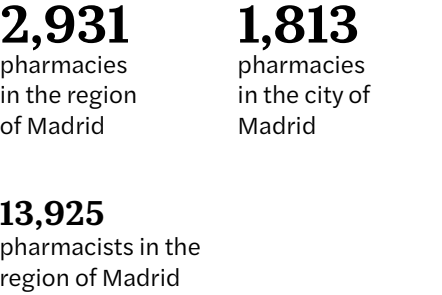 2,931
pharmacies
in the region
of Madrid
1,813
pharmacies
in the city of
Madrid
13,925
pharmacists in the
region of Madrid